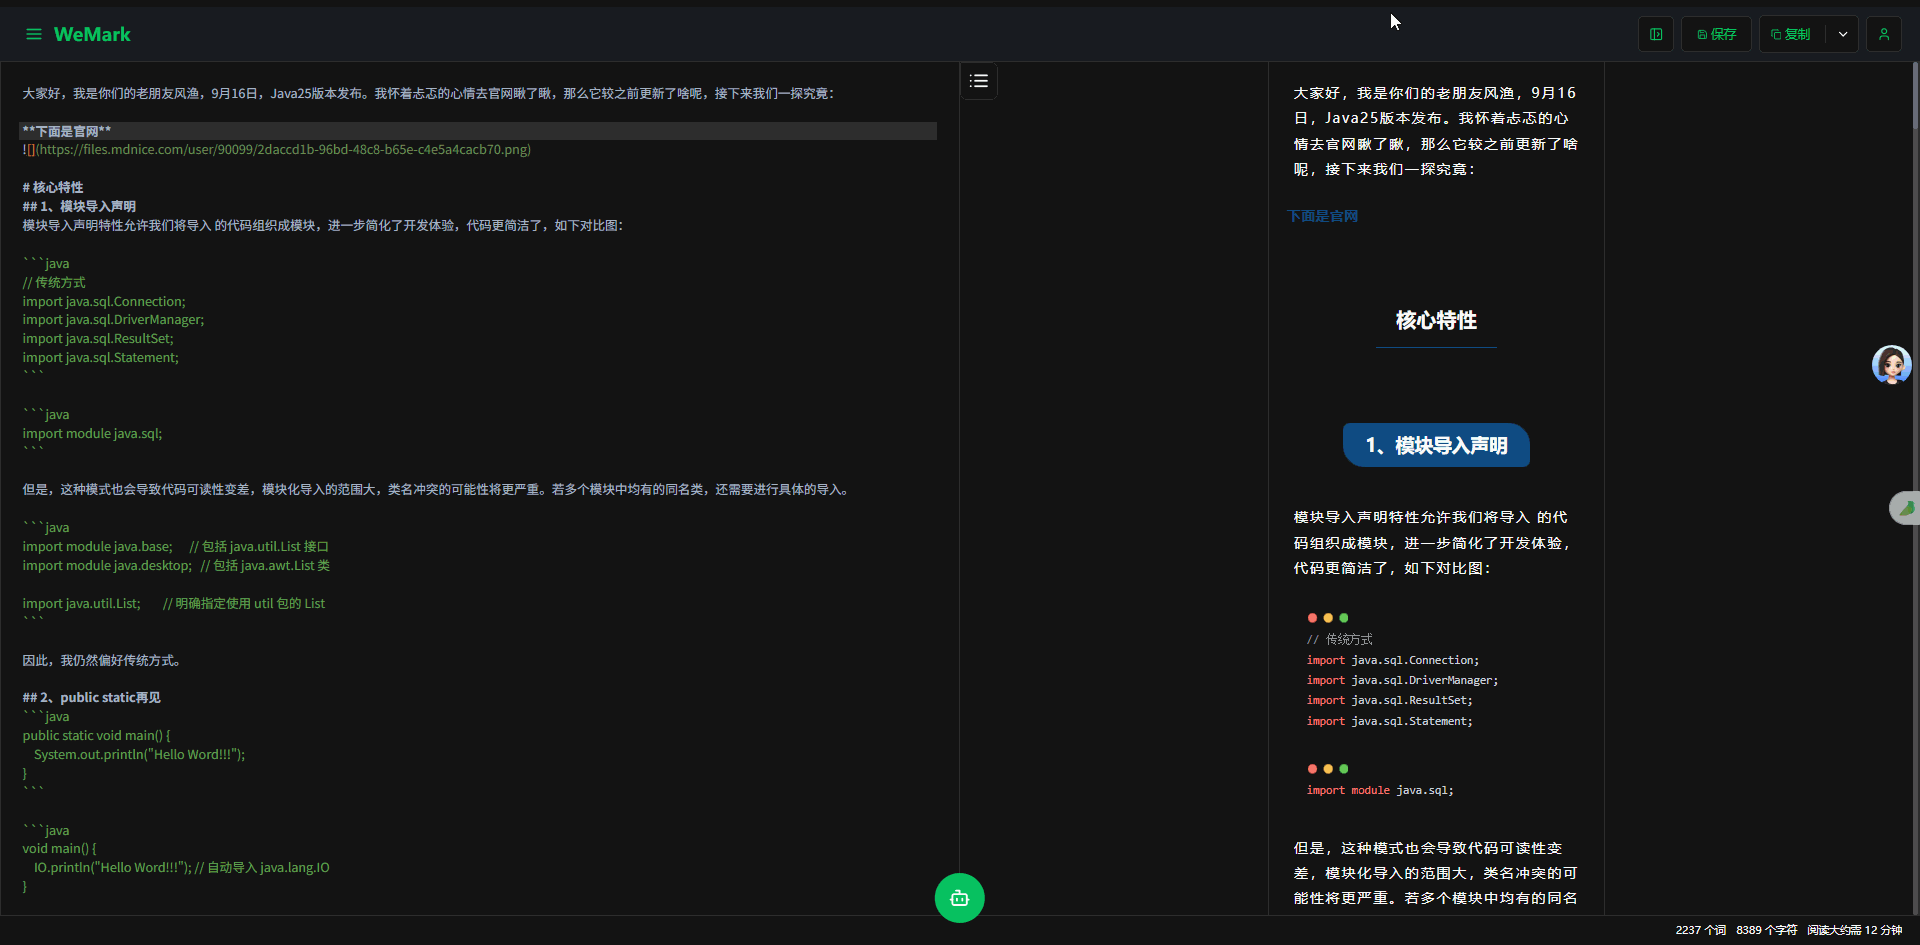 WeMark
保存
复制
大家好，我是你们的老朋友风渔，9月16日，Java25版本发布。我怀着忐忑的心情去官网瞅了瞅，那么它较之前更新了啥呢，接下来我们一探究竟：
**下面是官网**
![](https://files.mdnice.com/user/90099/2daccd1b-96bd-48c8-b65e-c4e5a4cacb70.png)
# 核心特性
## 1、模块导入声明
模块导入声明特性允许我们将导入 的代码组织成模块，进一步简化了开发体验，代码更简洁了，如下对比图：
```java
// 传统方式
import java.sql.Connection;
import java.sql.DriverManager;
import java.sql.ResultSet;
import java.sql.Statement;
```
```java
import module java.sql;
```
但是，这种模式也会导致代码可读性变差，模块化导入的范围大，类名冲突的可能性将更严重。若多个模块中均有的同名类，还需要进行具体的导入。
```java
import module java.base;     // 包括 java.util.List 接口
import module java.desktop;  // 包括 java.awt.List 类
import java.util.List;       // 明确指定使用 util 包的 List
```
因此，我仍然偏好传统方式。
## 2、public static再见
```java
public static void main() {
    System.out.println("Hello Word!!!");
}
```
```java
void main() {
    IO.println("Hello Word!!!"); // 自动导入 java.lang.IO
}
大家好，我是你们的老朋友风渔，9月16
日，Java25版本发布。我怀着忐忑的心
情去官网瞅了瞅，那么它较之前更新了啥
呢，接下来我们一探究竟：
下面是官网
核心特性
1、模块导入声明
模块导入声明特性允许我们将导入 的代
码组织成模块，进一步简化了开发体验，
代码更简洁了，如下对比图：
// 传统方式
import java.sql.Connection;
import java.sql.DriverManager;
import java.sql.ResultSet;
import java.sql.Statement;
import module java.sql;
但是，这种模式也会导致代码可读性变
差，模块化导入的范围大，类名冲突的可
能性将更严重。若多个模块中均有的同名
2237 个词 8389 个字符 阅读大约需 12 分钟